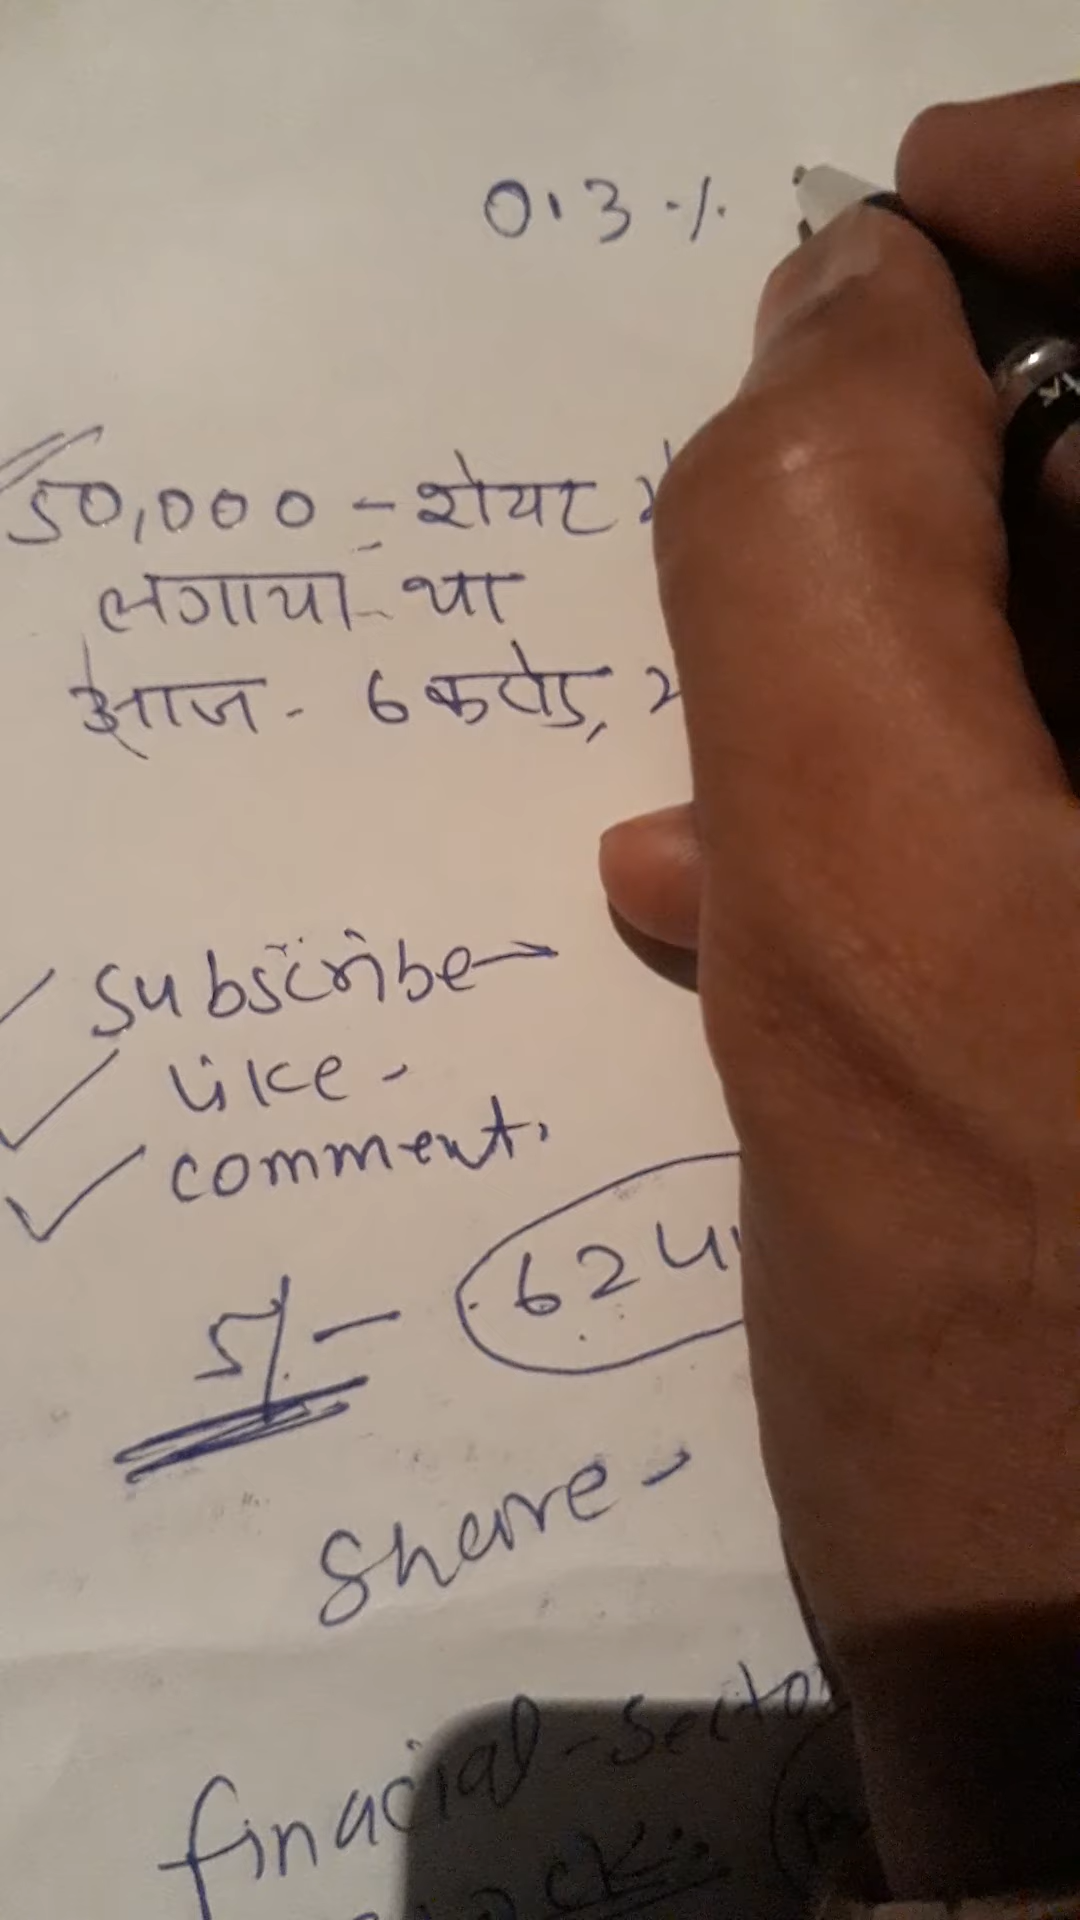 0.3 %
50,000 - शेयर
लगाया था
आज - 6 करोड़,
Subscribe
like -
comment.
5% - 624
Share -
finacial - Sector